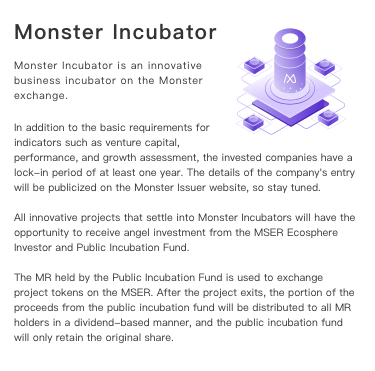 Monster Incubator
Monster Incubator is an innovative
business incubator on the Monster
exchange.
In addition to the basic requirements for
indicators such as venture capital,
performance, and growth assessment, the invested companies have a
lock-in period of at least one year. The details of the company's entry
will be publicized on the Monster Issuer website, so stay tuned.
All innovative projects that settle into Monster Incubators will have the
opportunity to receive angel investment from the MSER Ecosphere
Investor and Public Incubation Fund.
The MR held by the Public Incubation Fund is used to exchange
project tokens on the MSER. After the project exits, the portion of the
proceeds from the public incubation fund will be distributed to all MR
holders in a dividend-based manner, and the public incubation fund
will only retain the original share.